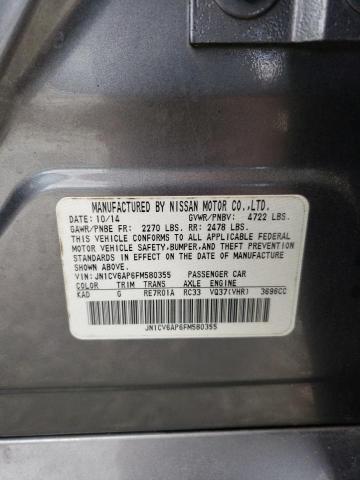 MANUFACTURED BY NISSAN MOTOR CO.,LTD.
DATE: 10/14 GVWR/PNBV: 4722 LBS.
GAWR/PNBE FR: 2270 LBS. RR: 2478 LBS.
THIS VEHICLE CONFORMS TO ALL APPLICABLE FEDERAL
MOTOR VEHICLE SAFETY,BUMPER,AND THEFT PREVENTION
STANDARDS IN EFFECT ON THE DATE OF MANUFACTURE
SHOWN ABOVE.
VIN: JN1CV6AP6FM580355 PASSENGER CAR
COLOR TRIM TRANS AXLE ENGINE
KAD G RE7R01A RC33 VQ37(VHR) 3696CC
JN1CV6AP6FM580355